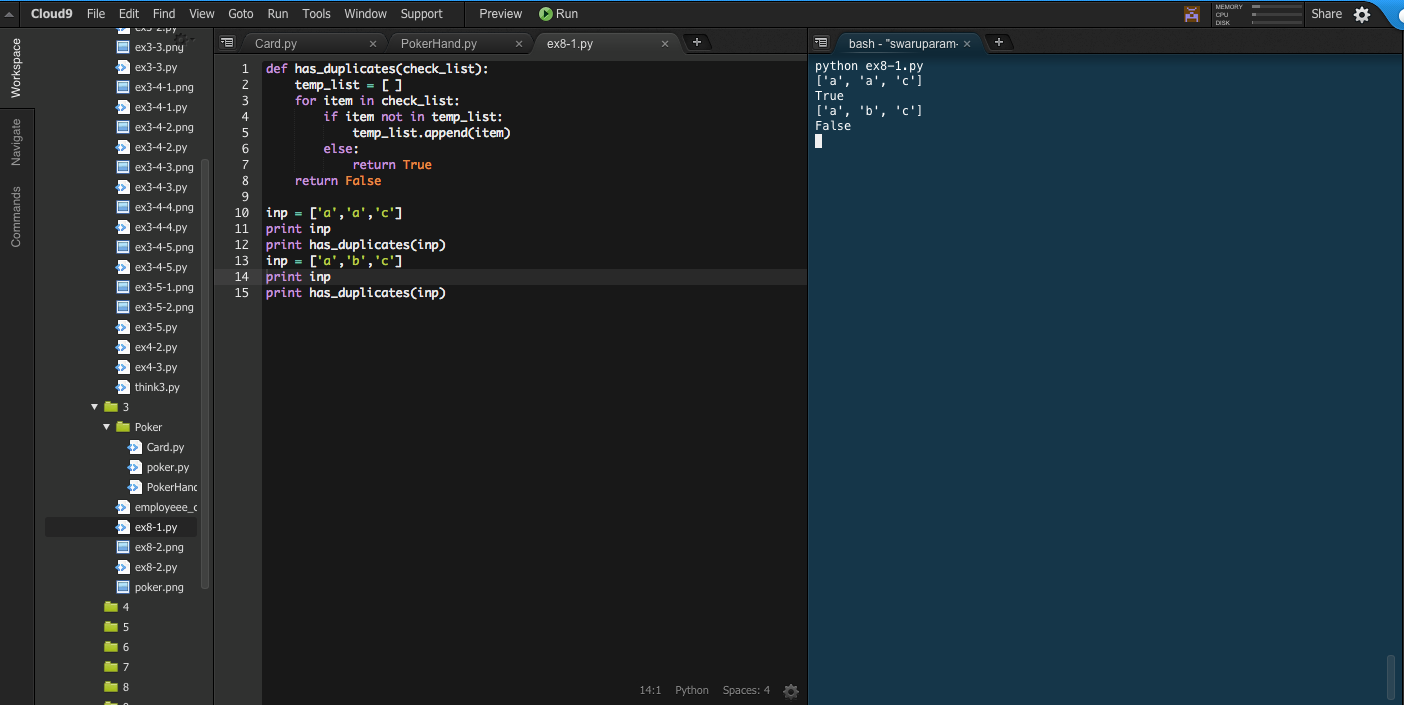 Cloud9 File Edit Find View Goto Run Tools Window Support Preview Run MEMORY CPU DISK Share
Workspace
Navigate
Commands
ex3-3.png
ex3-3.py
ex3-4-1.png
ex3-4-1.py
ex3-4-2.png
ex3-4-2.py
ex3-4-3.png
ex3-4-3.py
ex3-4-4.png
ex3-4-4.py
ex3-4-5.png
ex3-4-5.py
ex3-5-1.png
ex3-5-2.png
ex3-5.py
ex4-2.py
ex4-3.py
think3.py
3
Poker
Card.py
poker.py
PokerHand
employeee_c
ex8-1.py
ex8-2.png
ex8-2.py
poker.png
4
5
6
7
8
Card.py PokerHand.py ex8-1.py
1 def has_duplicates(check_list):
2 temp_list = [ ]
3 for item in check_list:
4 if item not in temp_list:
5 temp_list.append(item)
6 else:
7 return True
8 return False
9
10 inp = ['a','a','c']
11 print inp
12 print has_duplicates(inp)
13 inp = ['a','b','c']
14 print inp
15 print has_duplicates(inp)
14:1 Python Spaces: 4
bash - "swaruparam-
python ex8-1.py
['a', 'a', 'c']
True
['a', 'b', 'c']
False